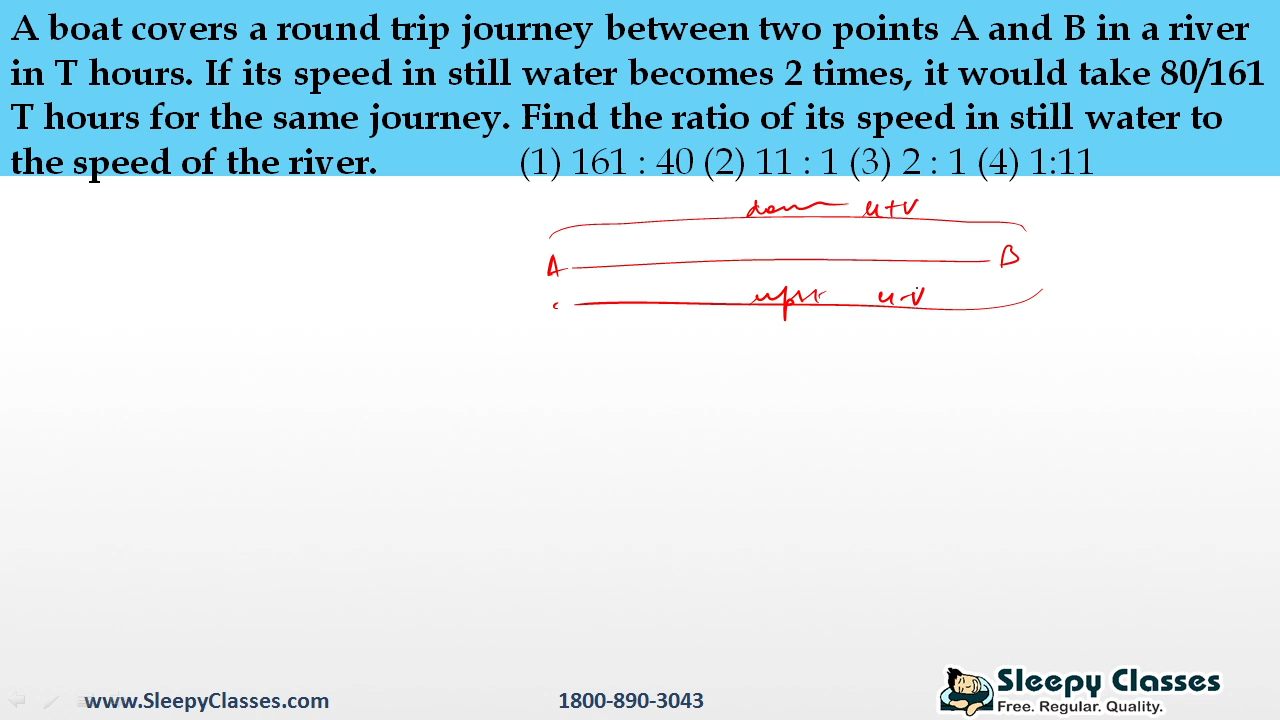 A boat covers a round trip journey between two points A and B in a river
in T hours. If its speed in still water becomes 2 times, it would take 80/161
T hours for the same journey. Find the ratio of its speed in still water to
the speed of the river. (1) 161 : 40 (2) 11 : 1 (3) 2 : 1 (4) 1:11
down u+v
A B
upst u-v
www.SleepyClasses.com 1800-890-3043
Sleepy Classes
Free. Regular. Quality.